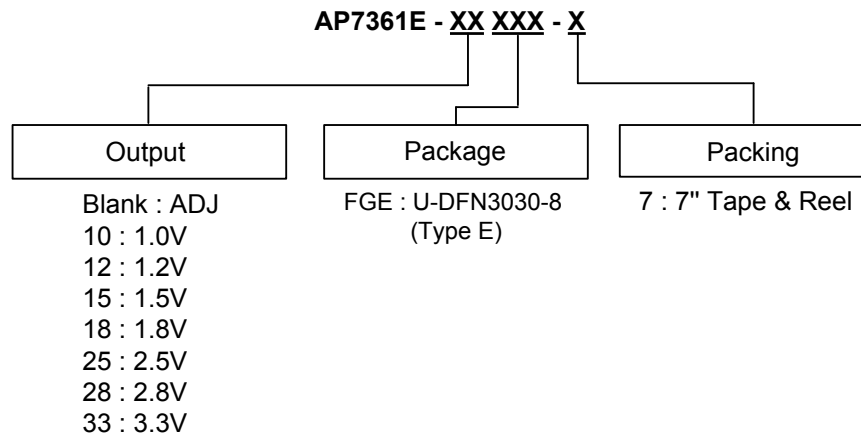 AP7361E - XX XXX - X
Output
Blank : ADJ
10 : 1.0V
12 : 1.2V
15 : 1.5V
18 : 1.8V
25 : 2.5V
28 : 2.8V
33 : 3.3V
Package
FGE : U-DFN3030-8
(Type E)
Packing
7 : 7" Tape & Reel